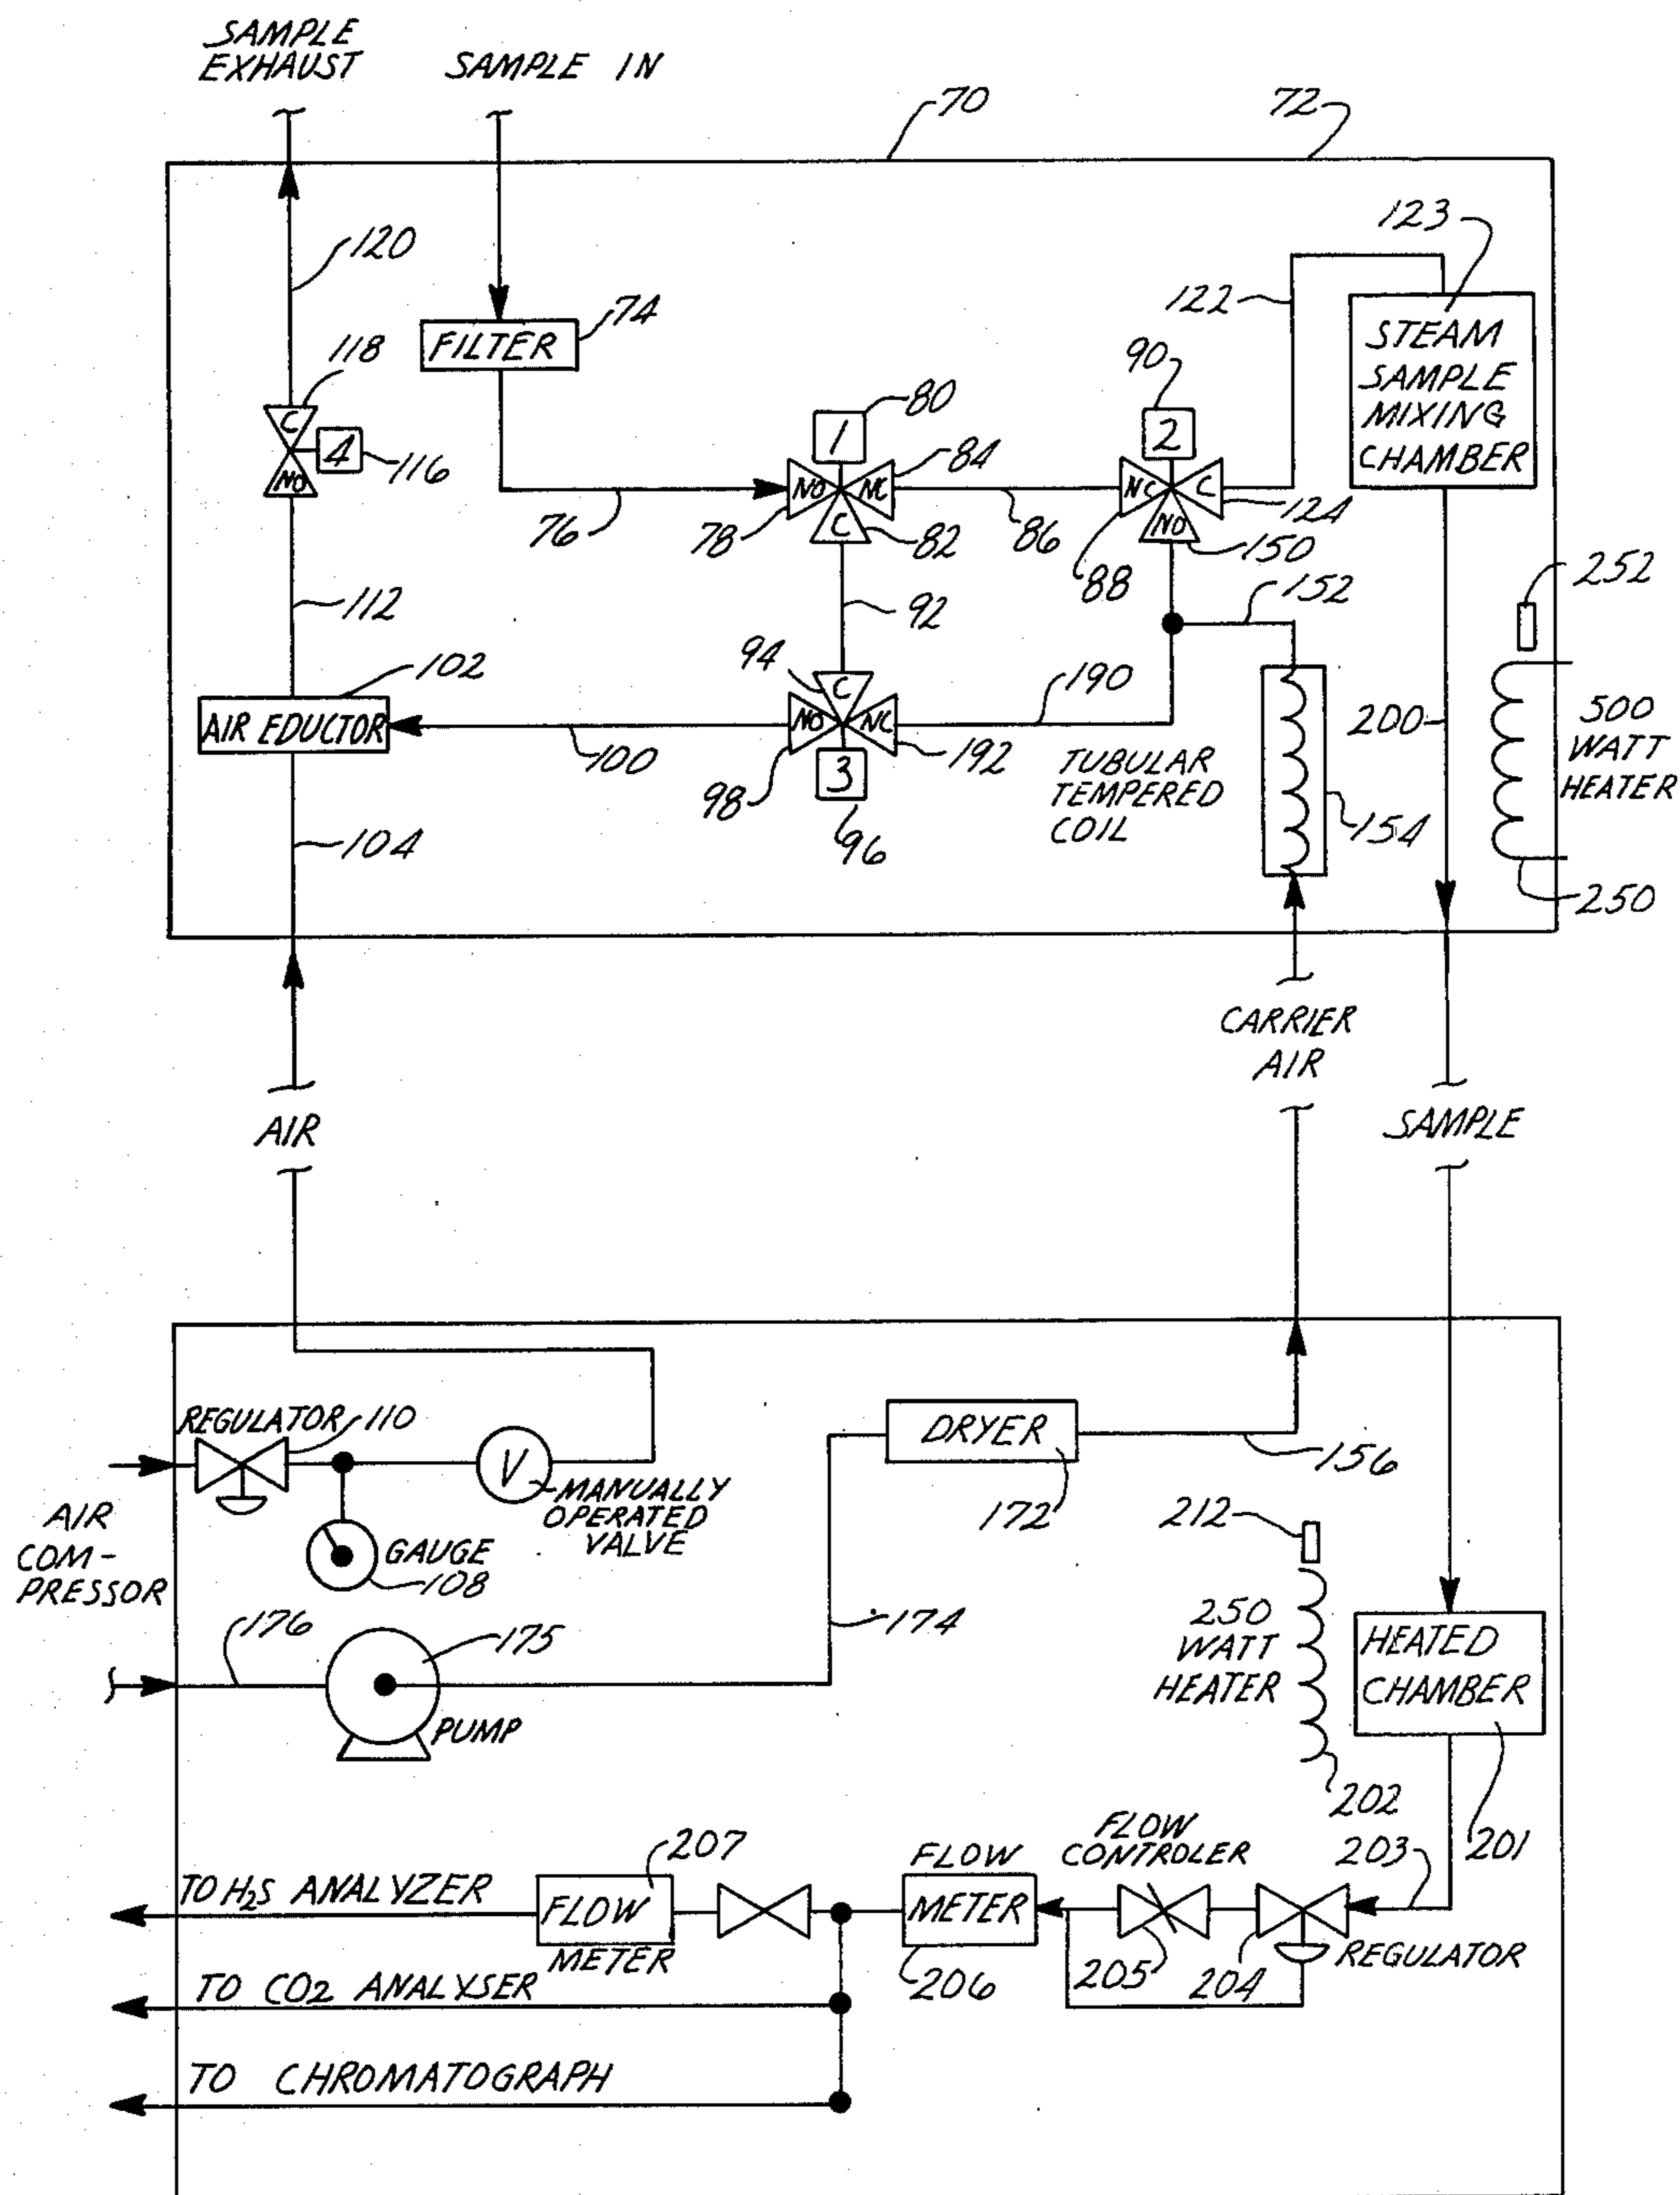 SAMPLE
EXHAUST
SAMPLE IN
70
72
120
123
122
STEAM
SAMPLE
MIXING
CHAMBER
FILTER
74
118
C
4
NO
116
90
80
1
2
84
NO
NC
C
NC
C
NO
76
78
82
86
88
124
150
152
252
112
92
94
102
190
200
500
WATT
HEATER
AIR EDUCTOR
C
NO
NC
3
100
98
192
96
TUBULAR
TEMPERED
COIL
154
104
250
CARRIER
AIR
AIR
SAMPLE
REGULATOR
110
DRYER
V
MANUALLY
OPERATED
VALVE
172
156
AIR
COM-
PRESSOR
GAUGE
108
212
176
175
174
250
WATT
HEATER
HEATED
CHAMBER
PUMP
202
201
207
FLOW
CONTROLER
203
TO H2S ANALYZER
FLOW
METER
FLOW
METER
206
205
204
REGULATOR
TO CO2 ANALYSER
TO CHROMATOGRAPH